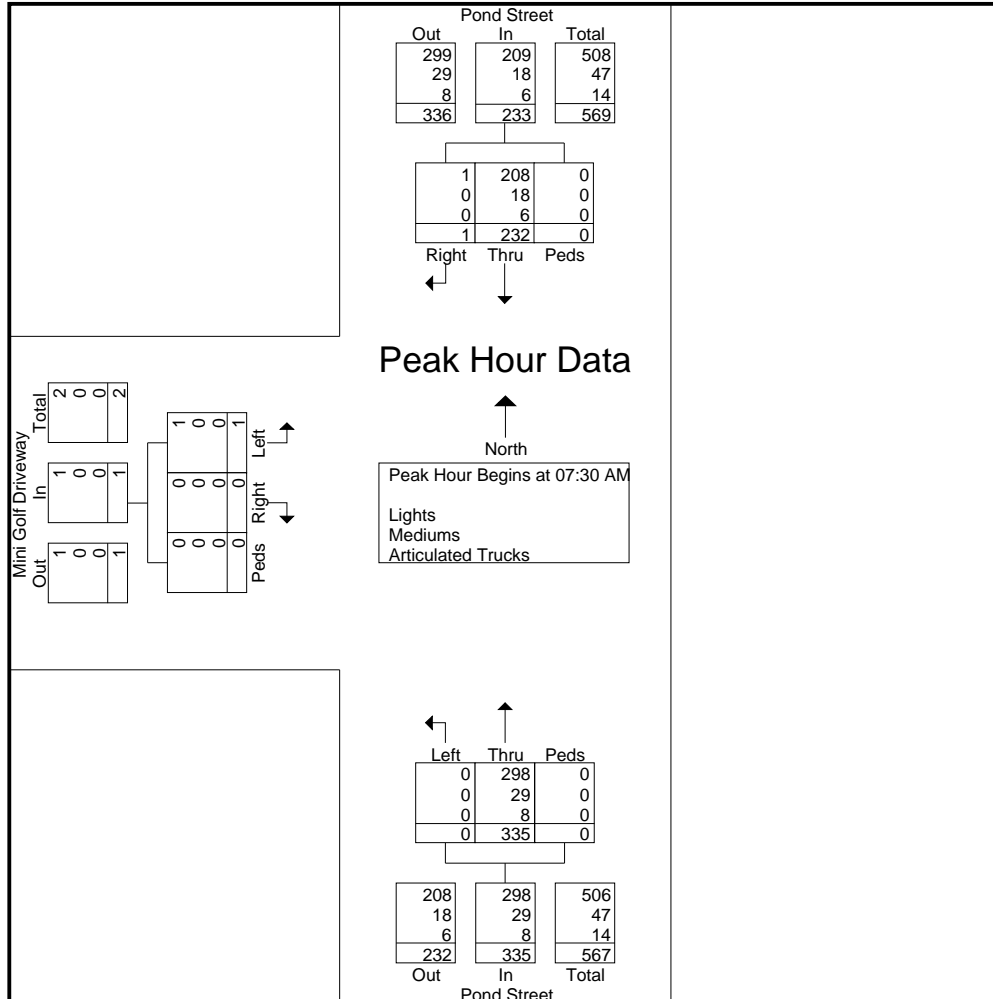 Pond Street
Out In Total
299 209 508
29 18 47
8 6 14
336 233 569
1 208 0
0 18 0
0 6 0
1 232 0
Right Thru Peds
Peak Hour Data
North
Peak Hour Begins at 07:30 AM
Lights
Mediums
Articulated Trucks
Mini Golf Driveway
Out In Total
1 1 2
0 0 0
0 0 0
1 1 2
0 0 1
0 0 0
0 0 0
0 0 1
Peds Right Left
Left Thru Peds
0 298 0
0 29 0
0 8 0
0 335 0
208 298 506
18 29 47
6 8 14
232 335 567
Out In Total
Pond Street